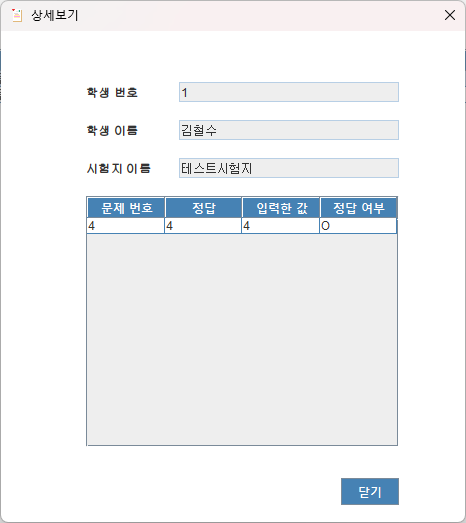 상세보기
학생 번호 1
학생 이름 김철수
시험지 이름 테스트시험지
문제 번호 정답 입력한 값 정답 여부
4 4 4 O
닫기